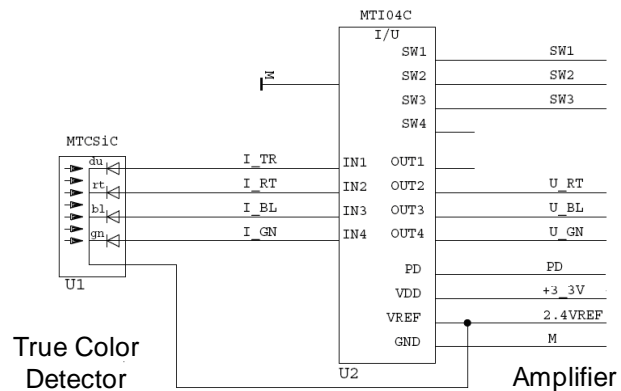 MTI04C
I/U
SW1 SW1
M SW2 SW2
SW3 SW3
SW4
MTCSiC
du I_TR IN1 OUT1
rt I_RT IN2 OUT2 U_RT
bl I_BL IN3 OUT3 U_BL
gn I_GN IN4 OUT4 U_GN
PD PD
U1
VDD +3_3V
VREF 2.4VREF
GND M
True Color
Detector
U2
Amplifier